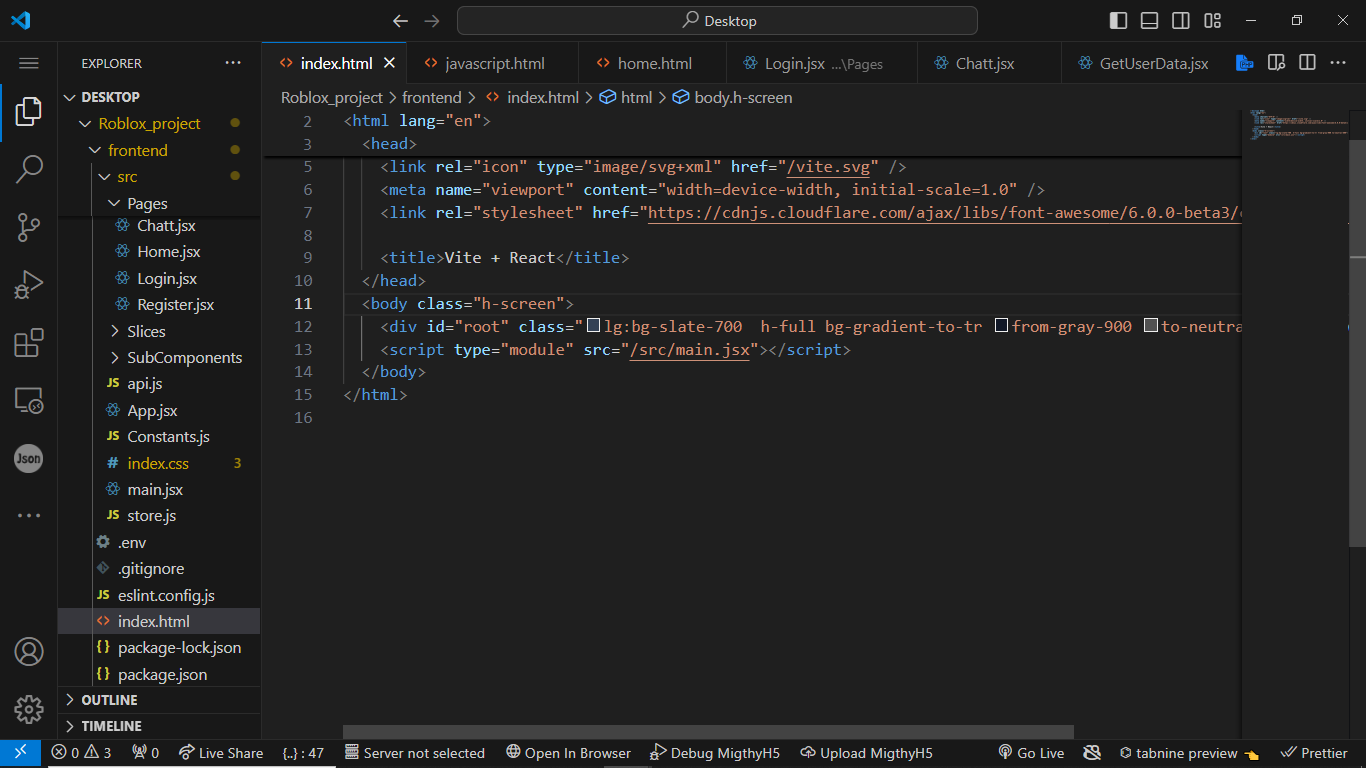 Desktop
EXPLORER
DESKTOP
Roblox_project
frontend
src
Pages
Chatt.jsx
Home.jsx
Login.jsx
Register.jsx
Slices
SubComponents
JS api.js
App.jsx
JS Constants.js
# index.css 3
main.jsx
JS store.js
.env
.gitignore
JS eslint.config.js
<> index.html
{} package-lock.json
{} package.json
OUTLINE
TIMELINE
Json
<> index.html
<> javascript.html
<> home.html
Login.jsx ...\Pages
Chatt.jsx
GetUserData.jsx
Roblox_project > frontend > <> index.html > html > body.h-screen
2 <html lang="en">
3 <head>
5 <link rel="icon" type="image/svg+xml" href="/vite.svg" />
6 <meta name="viewport" content="width=device-width, initial-scale=1.0" />
7 <link rel="stylesheet" href="https://cdnjs.cloudflare.com/ajax/libs/font-awesome/6.0.0-beta3/
8
9 <title>Vite + React</title>
10 </head>
11 <body class="h-screen">
12 <div id="root" class="lg:bg-slate-700 h-full bg-gradient-to-tr from-gray-900 to-neutra
13 <script type="module" src="/src/main.jsx"></script>
14 </body>
15 </html>
16
0 3 0 Live Share {..} : 47 Server not selected Open In Browser Debug MigthyH5 Upload MigthyH5 Go Live tabnine preview Prettier